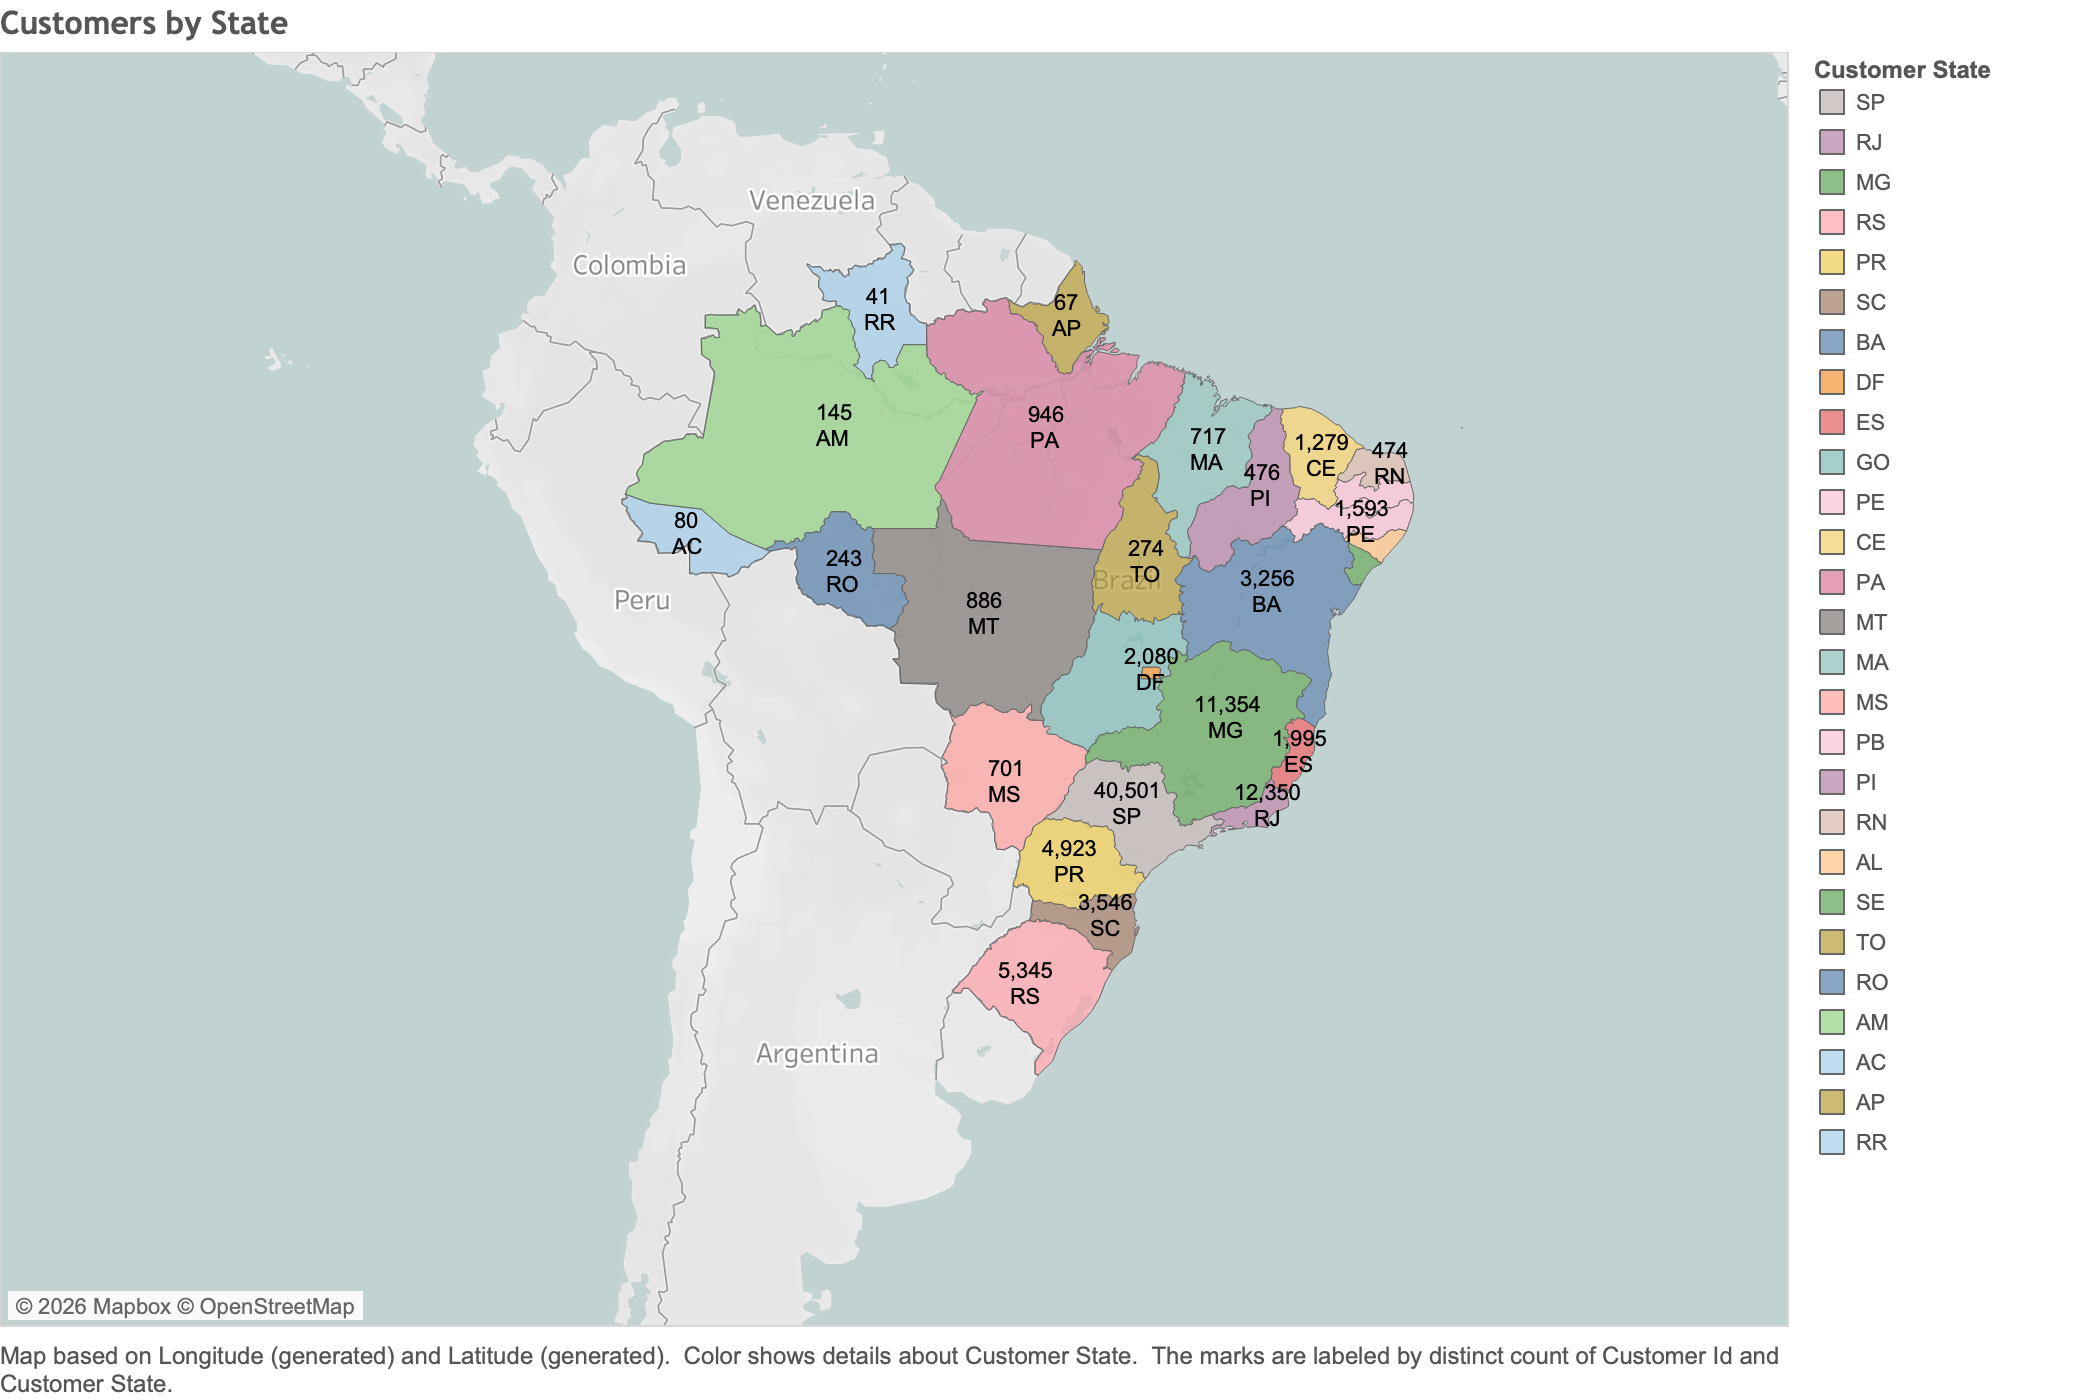 Customers by State
Venezuela
Colombia
41
RR
67
AP
145
AM
946
PA
717
MA
476
PI
1,279
CE
474
RN
1,593
PE
80
AC
243
RO
886
MT
274
TO
Brazil
3,256
BA
Peru
2,080
DF
11,354
MG
1,995
ES
701
MS
40,501
SP
12,350
RJ
4,923
PR
3,546
SC
5,345
RS
Argentina
© 2026 Mapbox © OpenStreetMap
Customer State
SP
RJ
MG
RS
PR
SC
BA
DF
ES
GO
PE
CE
PA
MT
MA
MS
PB
PI
RN
AL
SE
TO
RO
AM
AC
AP
RR
Map based on Longitude (generated) and Latitude (generated).  Color shows details about Customer State.  The marks are labeled by distinct count of Customer Id and
Customer State.